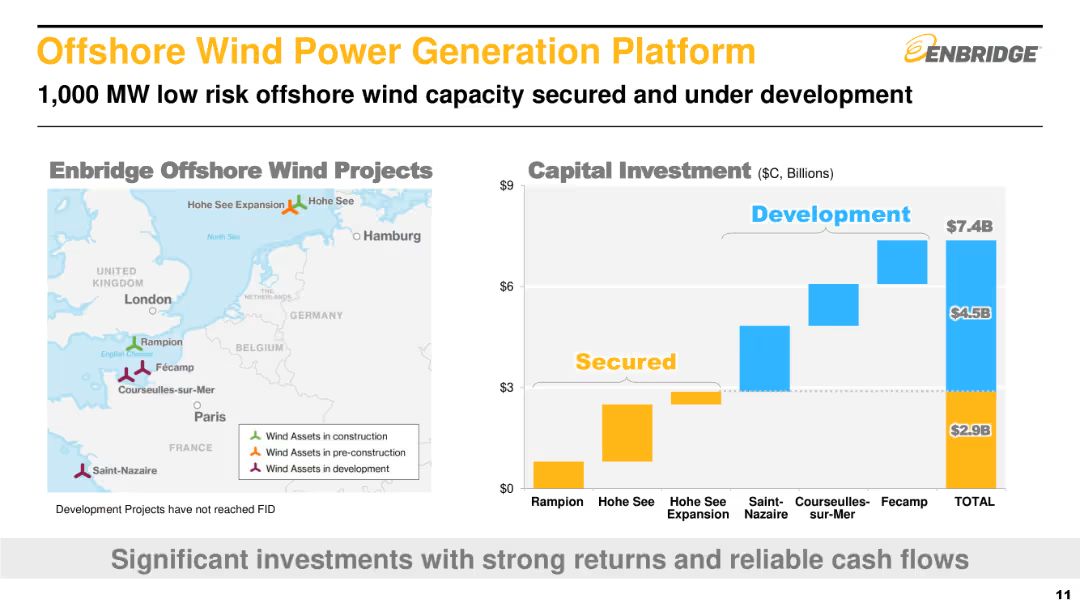 Offshore Wind Power Generation Platform
ENBRIDGE
1,000 MW low risk offshore wind capacity secured and under development
Enbridge Offshore Wind Projects
Hohe See Expansion
Hohe See
North Sea
Hamburg
UNITED
KINGDOM
London
THE
NETHERLANDS
GERMANY
Rampion
English Channel
BELGIUM
Fécamp
Courseulles-sur-Mer
Paris
FRANCE
Saint-Nazaire
Wind Assets in construction
Wind Assets in pre-construction
Wind Assets in development
Development Projects have not reached FID
Capital Investment ($C, Billions)
$9
$6
$3
$0
Development
Secured
$7.4B
$4.5B
$2.9B
Rampion
Hohe See
Hohe See
Expansion
Saint-
Nazaire
Courseulles-
sur-Mer
Fecamp
TOTAL
Significant investments with strong returns and reliable cash flows
11